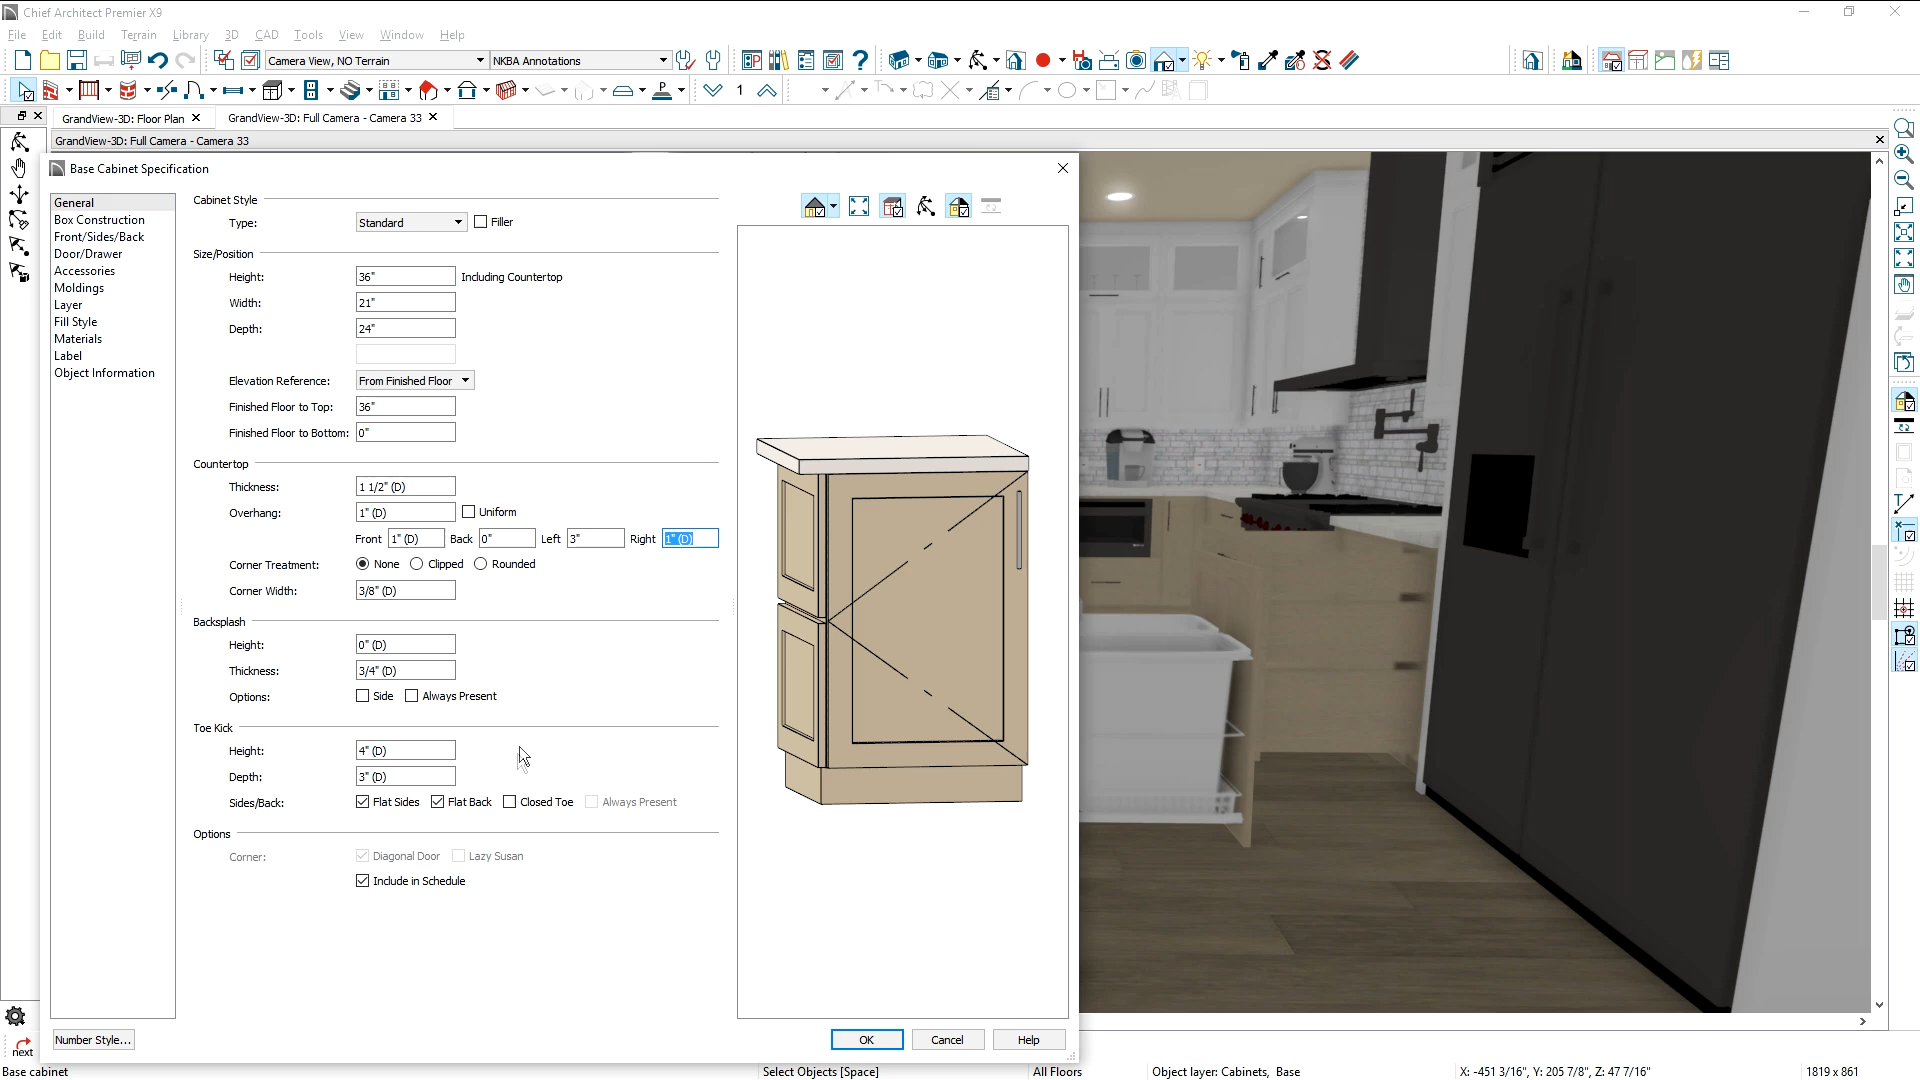 Chief Architect Premier X9
File Edit Build Terrain Library 3D CAD Tools View Window Help
Camera View, NO Terrain NKBA Annotations
1
GrandView-3D: Floor Plan GrandView-3D: Full Camera - Camera 33
GrandView-3D: Full Camera - Camera 33
Base Cabinet Specification
General
Box Construction
Front/Sides/Back
Door/Drawer
Accessories
Moldings
Layer
Fill Style
Materials
Label
Object Information
Cabinet Style
Type: Standard Filler
Size/Position
Height: 36" Including Countertop
Width: 21"
Depth: 24"
Elevation Reference: From Finished Floor
Finished Floor to Top: 36"
Finished Floor to Bottom: 0"
Countertop
Thickness: 1 1/2" (D)
Overhang: 1" (D) Uniform
Front 1" (D) Back 0" Left 3" Right 1" (D)
Corner Treatment: None Clipped Rounded
Corner Width: 3/8" (D)
Backsplash
Height: 0" (D)
Thickness: 3/4" (D)
Options: Side Always Present
Toe Kick
Height: 4" (D)
Depth: 3" (D)
Sides/Back: Flat Sides Flat Back Closed Toe Always Present
Options
Corner: Diagonal Door Lazy Susan
Include in Schedule
Number Style... OK Cancel Help
next
Base cabinet Select Objects [Space] All Floors Object layer: Cabinets, Base X: -451 3/16", Y: 205 7/8", Z: 47 7/16" 1819 x 861